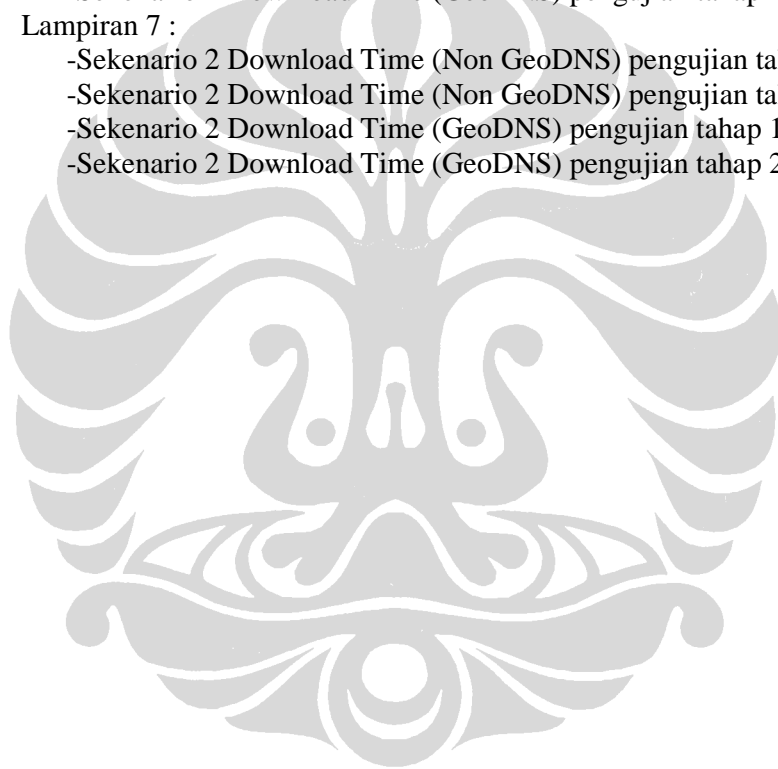 Lampiran 7 :
-Sekenario 2 Download Time (Non GeoDNS) pengujian
-Sekenario 2 Download Time (Non GeoDNS) pengujian
-Sekenario 2 Download Time (GeoDNS) pengujian tahap 1
-Sekenario 2 Download Time (GeoDNS) pengujian tahap 2